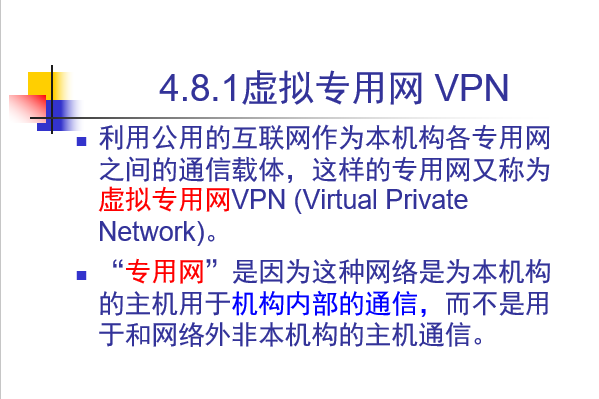 4.8.1虚拟专用网 VPN
利用公用的互联网作为本机构各专用网
之间的通信载体，这样的专用网又称为
虚拟专用网VPN (Virtual Private
Network)。
“专用网”是因为这种网络是为本机构
的主机用于机构内部的通信，而不是用
于和网络外非本机构的主机通信。